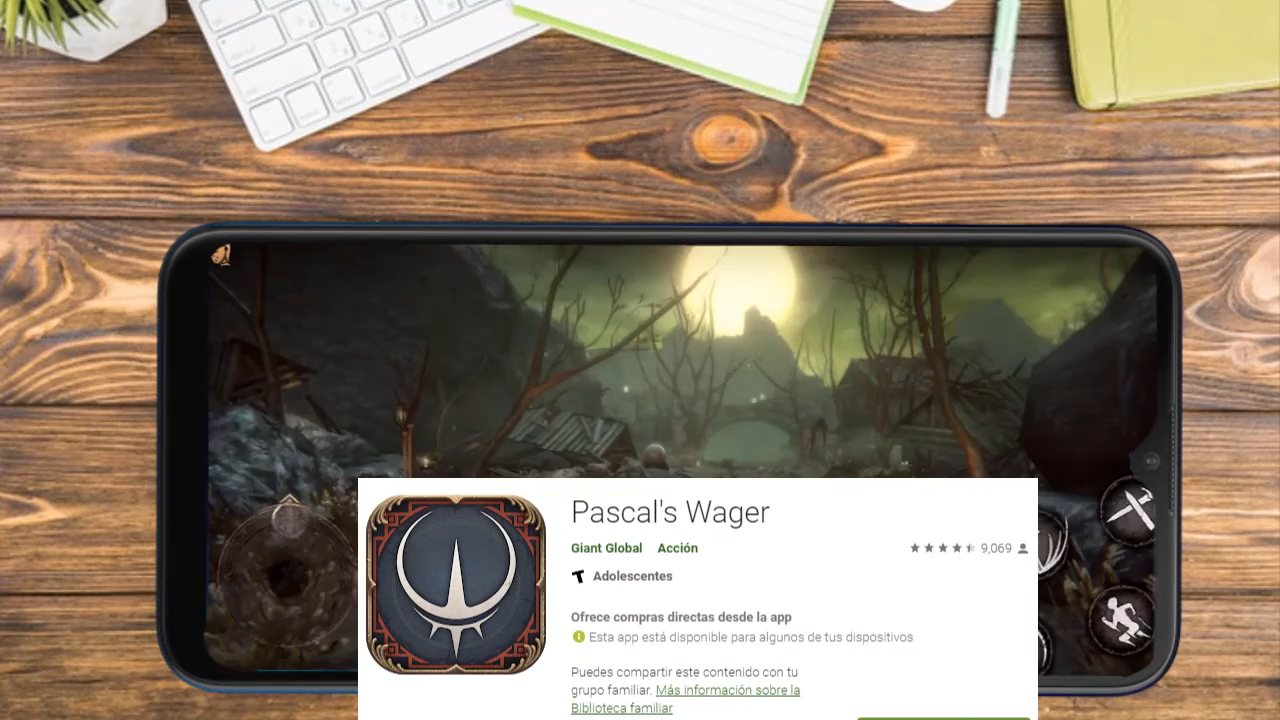 Pascal's Wager
Giant Global Acción
9,069
Adolescentes
Ofrece compras directas desde la app
Esta app está disponible para algunos de tus dispositivos
Puedes compartir este contenido con tu
grupo familiar. Más información sobre la
Biblioteca familiar